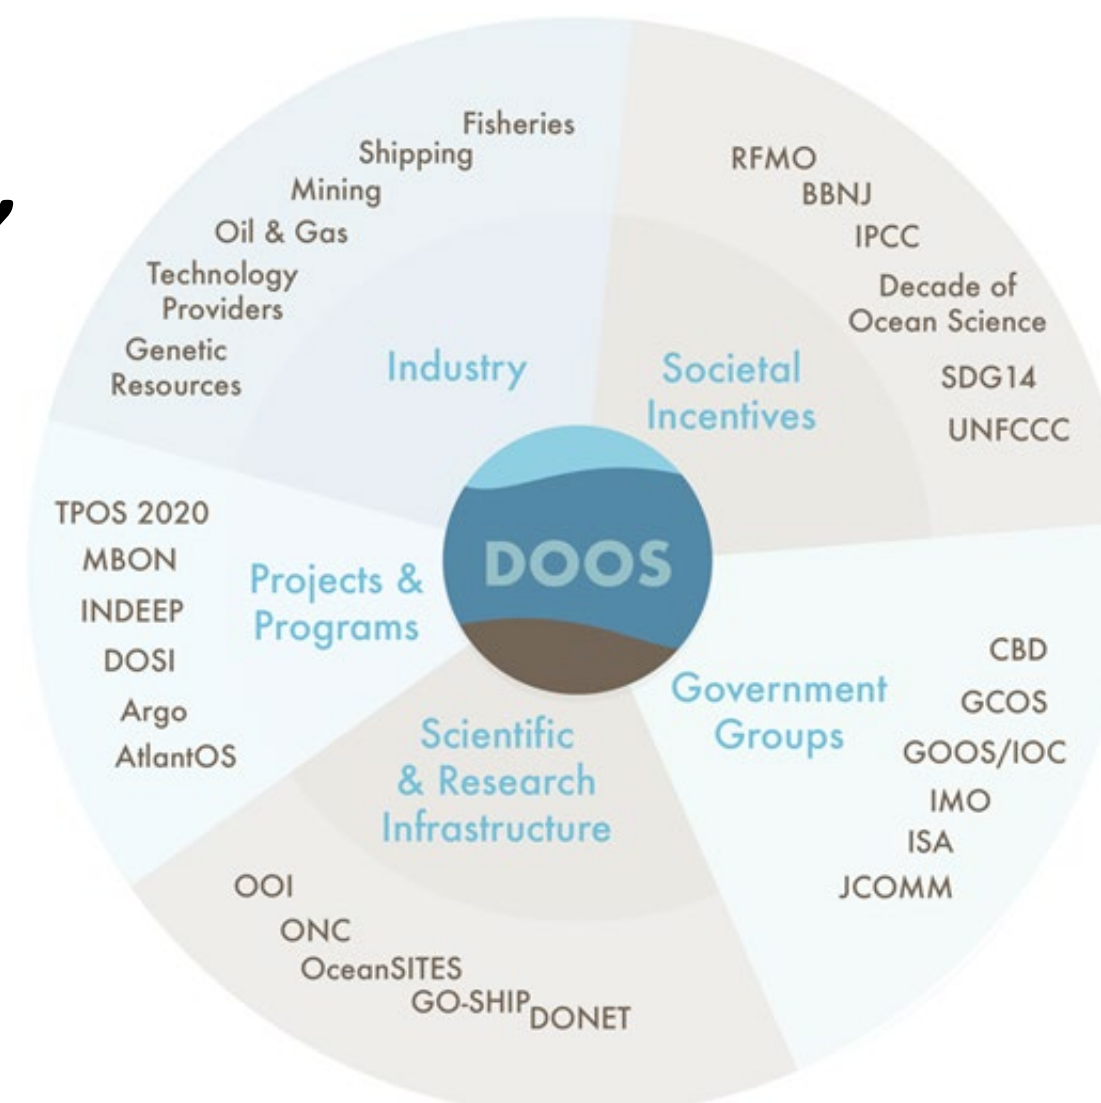 Fisheries
Shipping
Mining
Oil & Gas
Technology
Providers
Genetic
Resources
Industry
RFMO
BBNJ
IPCC
Decade of
Ocean Science
SDG14
UNFCCC
Societal
Incentives
DOOS
TPOS 2020
MBON
INDEEP
DOSI
Argo
AtlantOS
Projects &
Programs
Government
Groups
CBD
GCOS
GOOS/IOC
IMO
ISA
JCOMM
Scientific
& Research
Infrastructure
OOI
ONC
OceanSITES
GO-SHIP
DONET